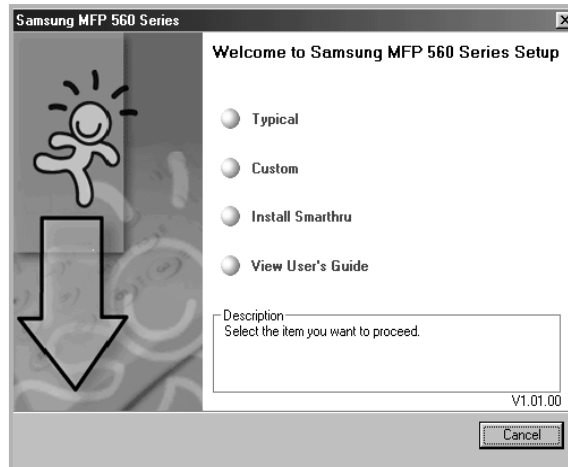 Samsung MFP 560 Series
Welcome to Samsung MFP 560 Series Setup
Typical
Custom
Install Smarthru
View User's Guide
Description
Select the item you want to proceed.
V1.01.00
Cancel